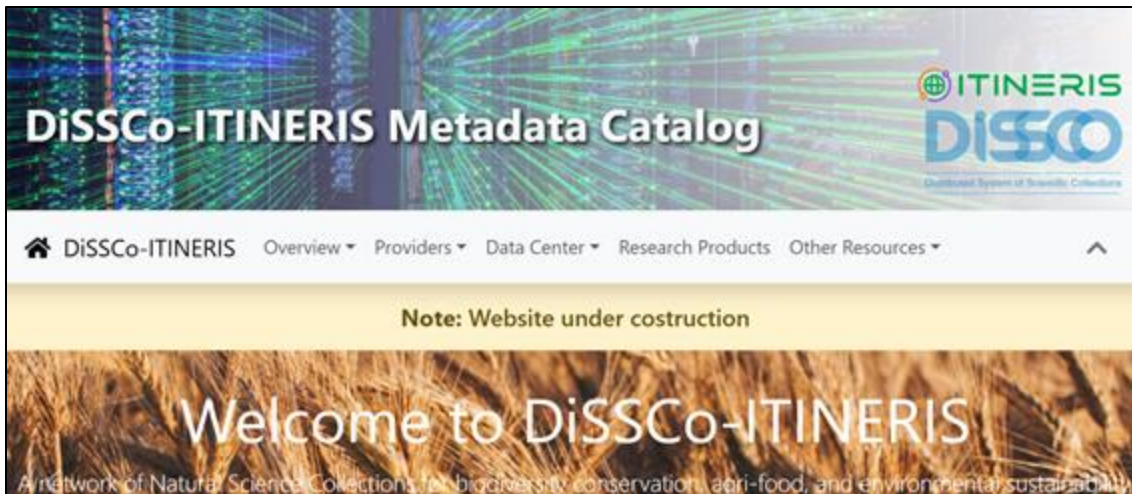 ITINERIS
DiSSCo-ITINERIS Metadata Catalog
DiSSCo
Distributed System of Scientific Collections
DiSSCo-ITINERIS Overview Providers Data Center Research Products Other Resources
Note: Website under costruction
Welcome to DiSSCo-ITINERIS
A network of Natural Science Collections for biodiversity conservation, agri-food, and environmental sustainability